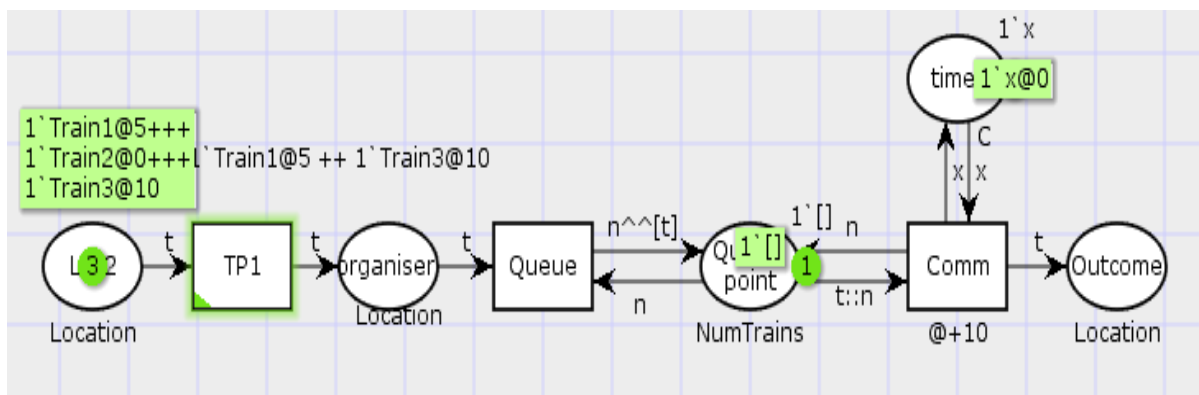 1`x
time 1`x@0
1`Train1@5+++
1`Train2@0+++ 1`Train1@5 ++ 1`Train3@10
1`Train3@10
C
x x
n^^[t]
1`[]
n
t
t
t
1`[]
t
3
2
TP1
organiser
Queue
point
1
Comm
Outcome
n
t::n
Location
Location
NumTrains
@+10
Location